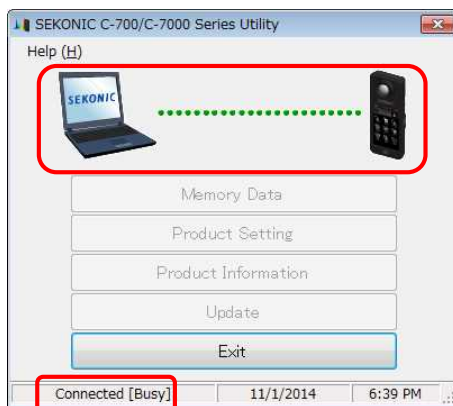 SEKONIC C-700/C-7000 Series Utility
Help (H)
SEKONIC
Memory Data
Product Setting
Product Information
Update
Exit
Connected [Busy] 11/1/2014 6:39 PM